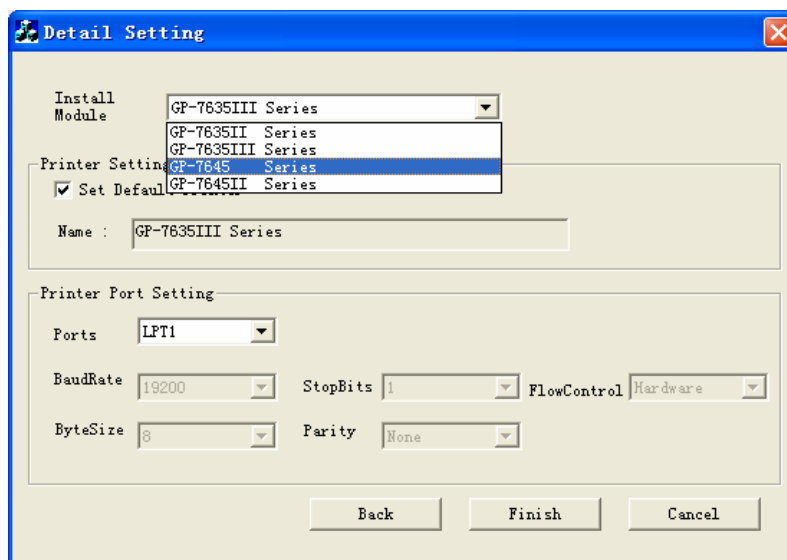 Detail Setting
Install
Module
GP-7635III Series
GP-7635II Series
GP-7635III Series
GP-7645 Series
GP-7645II Series
Printer Setting
Set Default
Name :
GP-7635III Series
Printer Port Setting
Ports
LPT1
BaudRate
19200
StopBits
1
FlowControl
Hardware
ByteSize
8
Parity
None
Back
Finish
Cancel